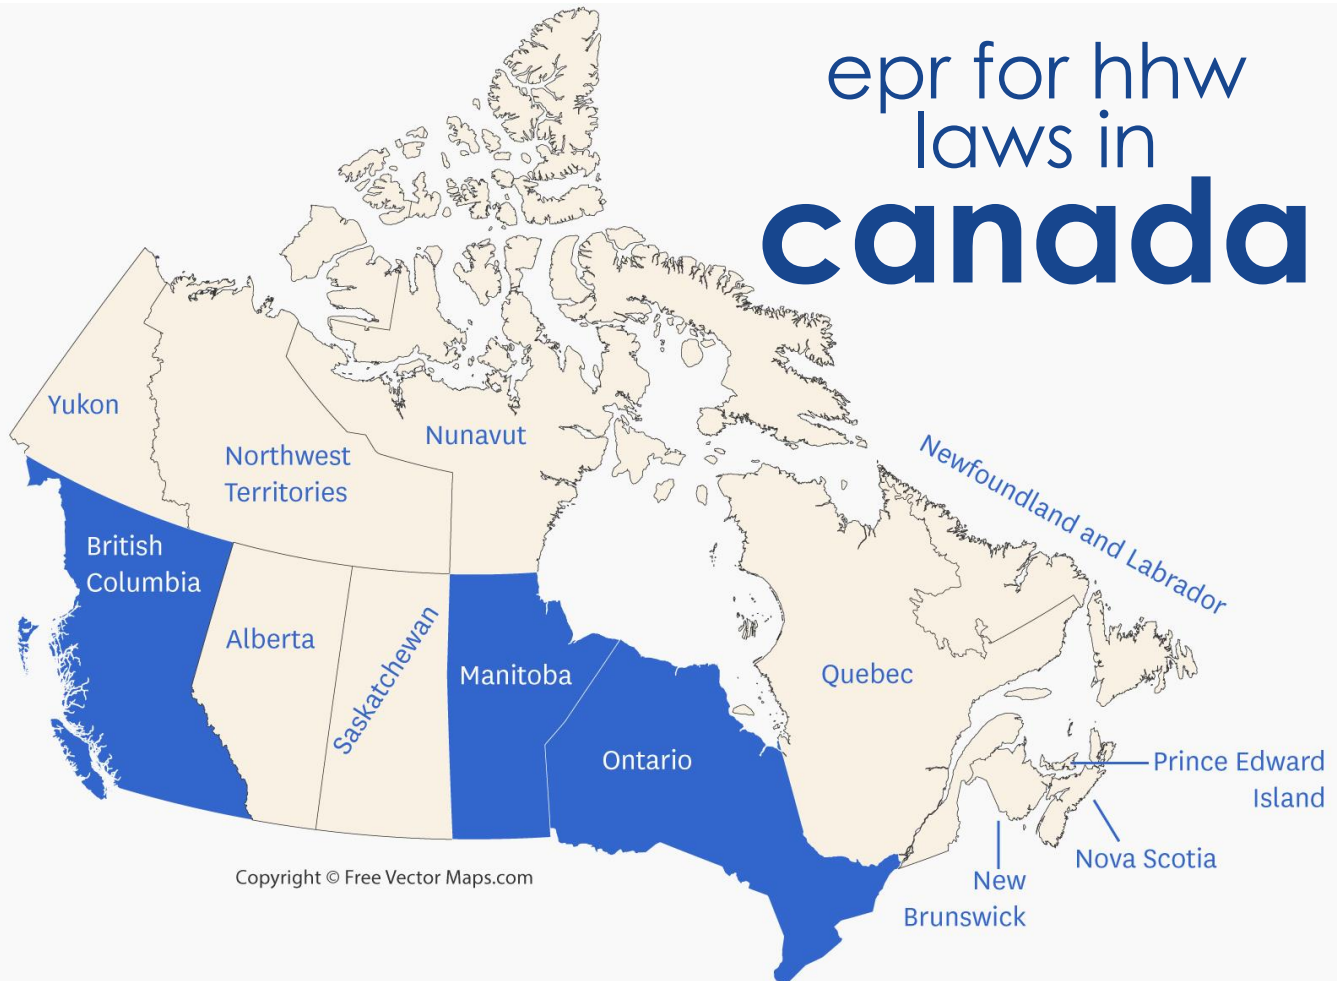 epr for hhw
laws in
canada
Yukon
Northwest
Territories
Nunavut
Newfoundland and Labrador
British
Columbia
Alberta
Saskatchewan
Manitoba
Ontario
Quebec
Prince Edward
Island
Nova Scotia
New
Brunswick
Copyright © Free Vector Maps.com